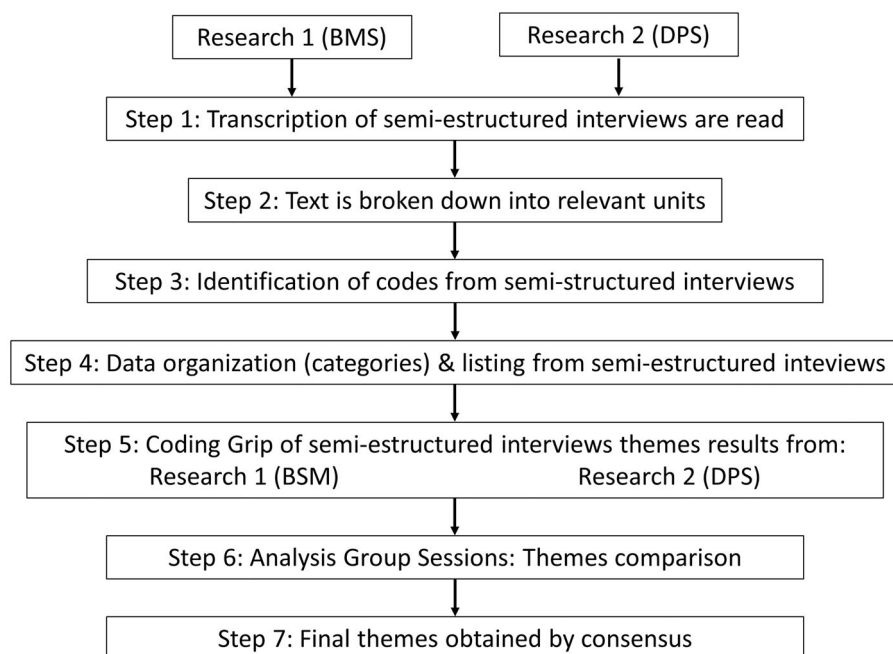 Research 1 (BMS)
Research 2 (DPS)
Step 1: Transcription of semi-estructured interviews are read
Step 2: Text is broken down into relevant units
Step 3: Identification of codes from semi-structured interviews
Step 4: Data organization (categories) & listing from semi-estructured inteviews
Step 5: Coding Grip of semi-estructured interviews themes results from:
Research 1 (BSM)
Research 2 (DPS)
Step 6: Analysis Group Sessions: Themes comparison
Step 7: Final themes obtained by consensus